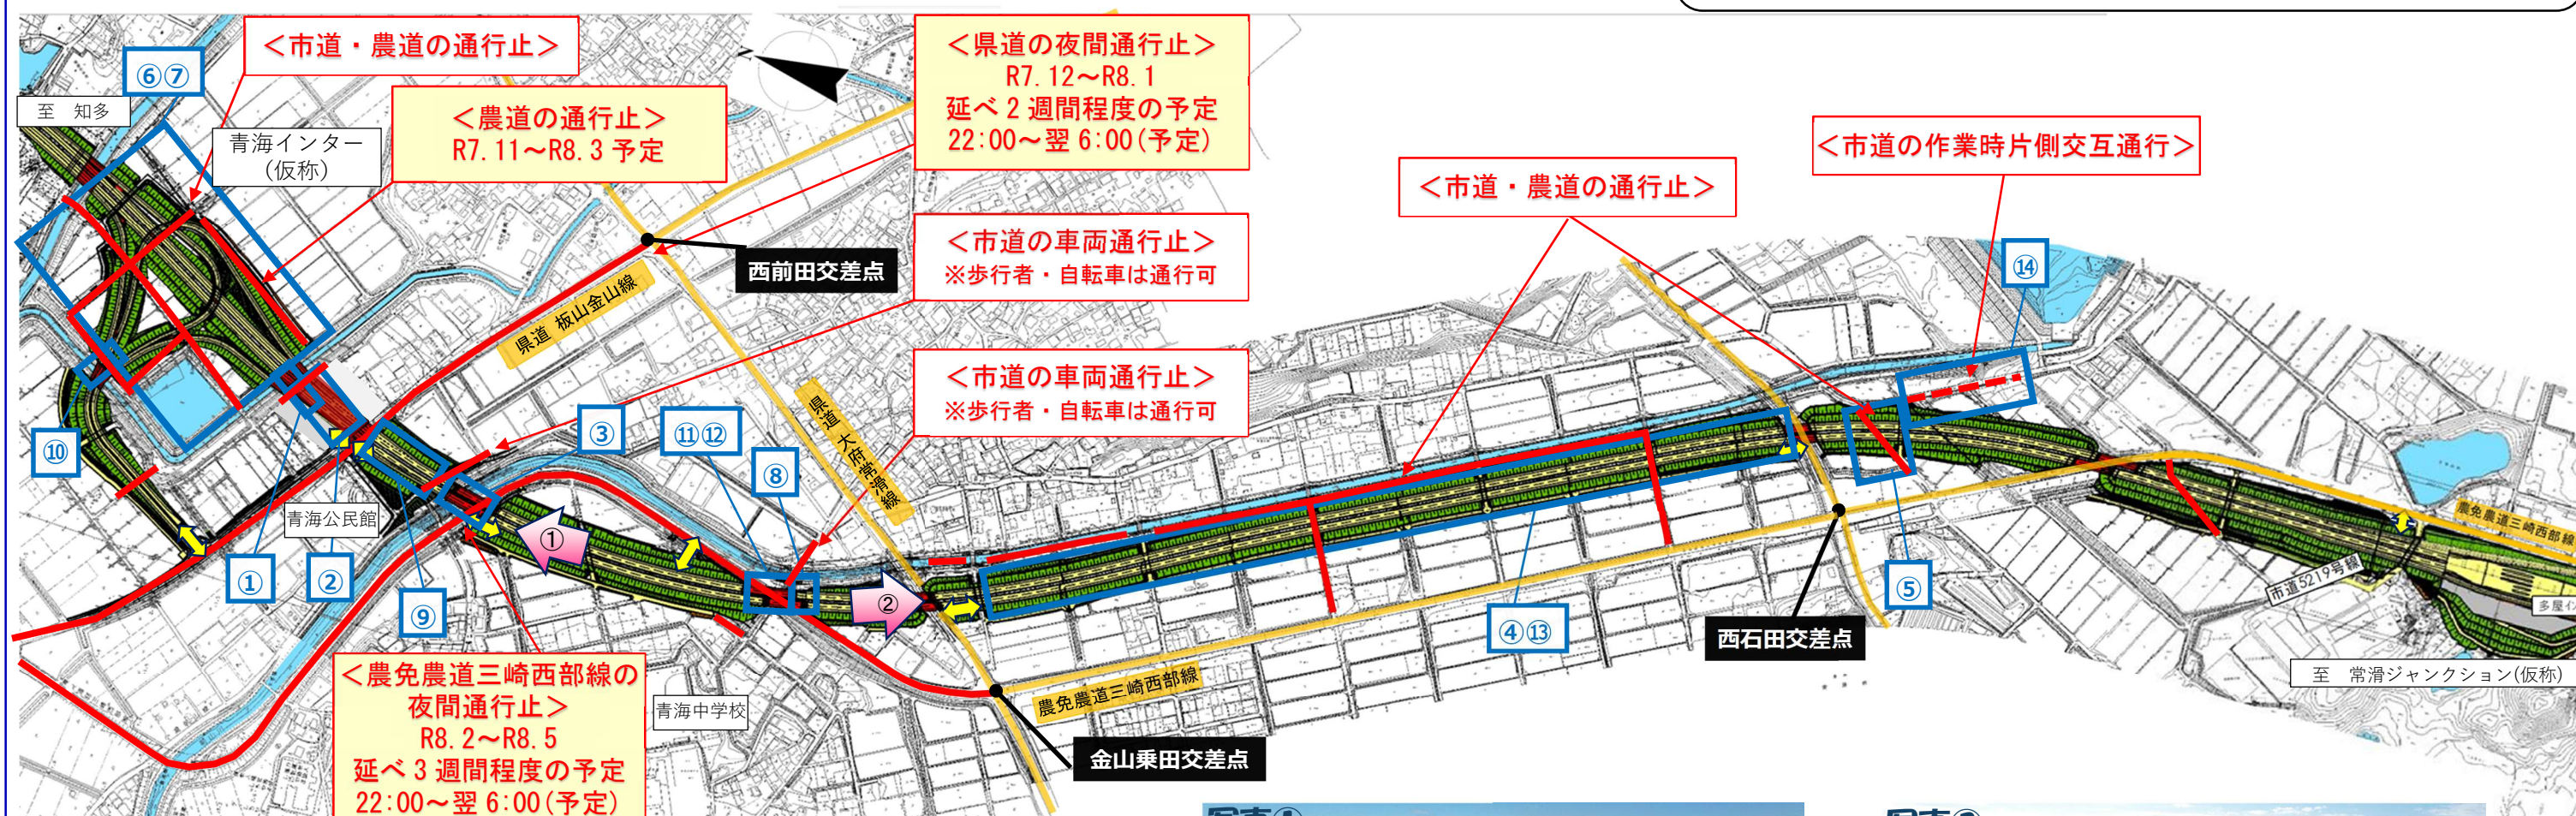 ＜市道・農道の通行止＞
⑥⑦
至　知多
青海インター
(仮称)
＜農道の通行止＞
R7.11～R8.3 予定
＜県道の夜間通行止＞
R7.12～R8.1
延べ2週間程度の予定
22:00～翌 6:00(予定)
＜市道の車両通行止＞
※歩行者・自転車は通行可
＜市道の車両通行止＞
※歩行者・自転車は通行可
＜市道・農道の通行止＞
＜市道の作業時片側交互通行＞
⑭
西前田交差点
県道 板山金山線
県道 大府常滑線
⑩
③
⑪⑫
⑧
青海公民館
①
②
⑨
①
②
＜農免農道三崎西部線の
夜間通行止＞
R8.2～R8.5
延べ3週間程度の予定
22:00～翌 6:00(予定)
青海中学校
農免農道三崎西部線
金山乗田交差点
④⑬
西石田交差点
⑤
農免農道三崎西部線
市道5219号線
至　常滑ジャンクション(仮称)